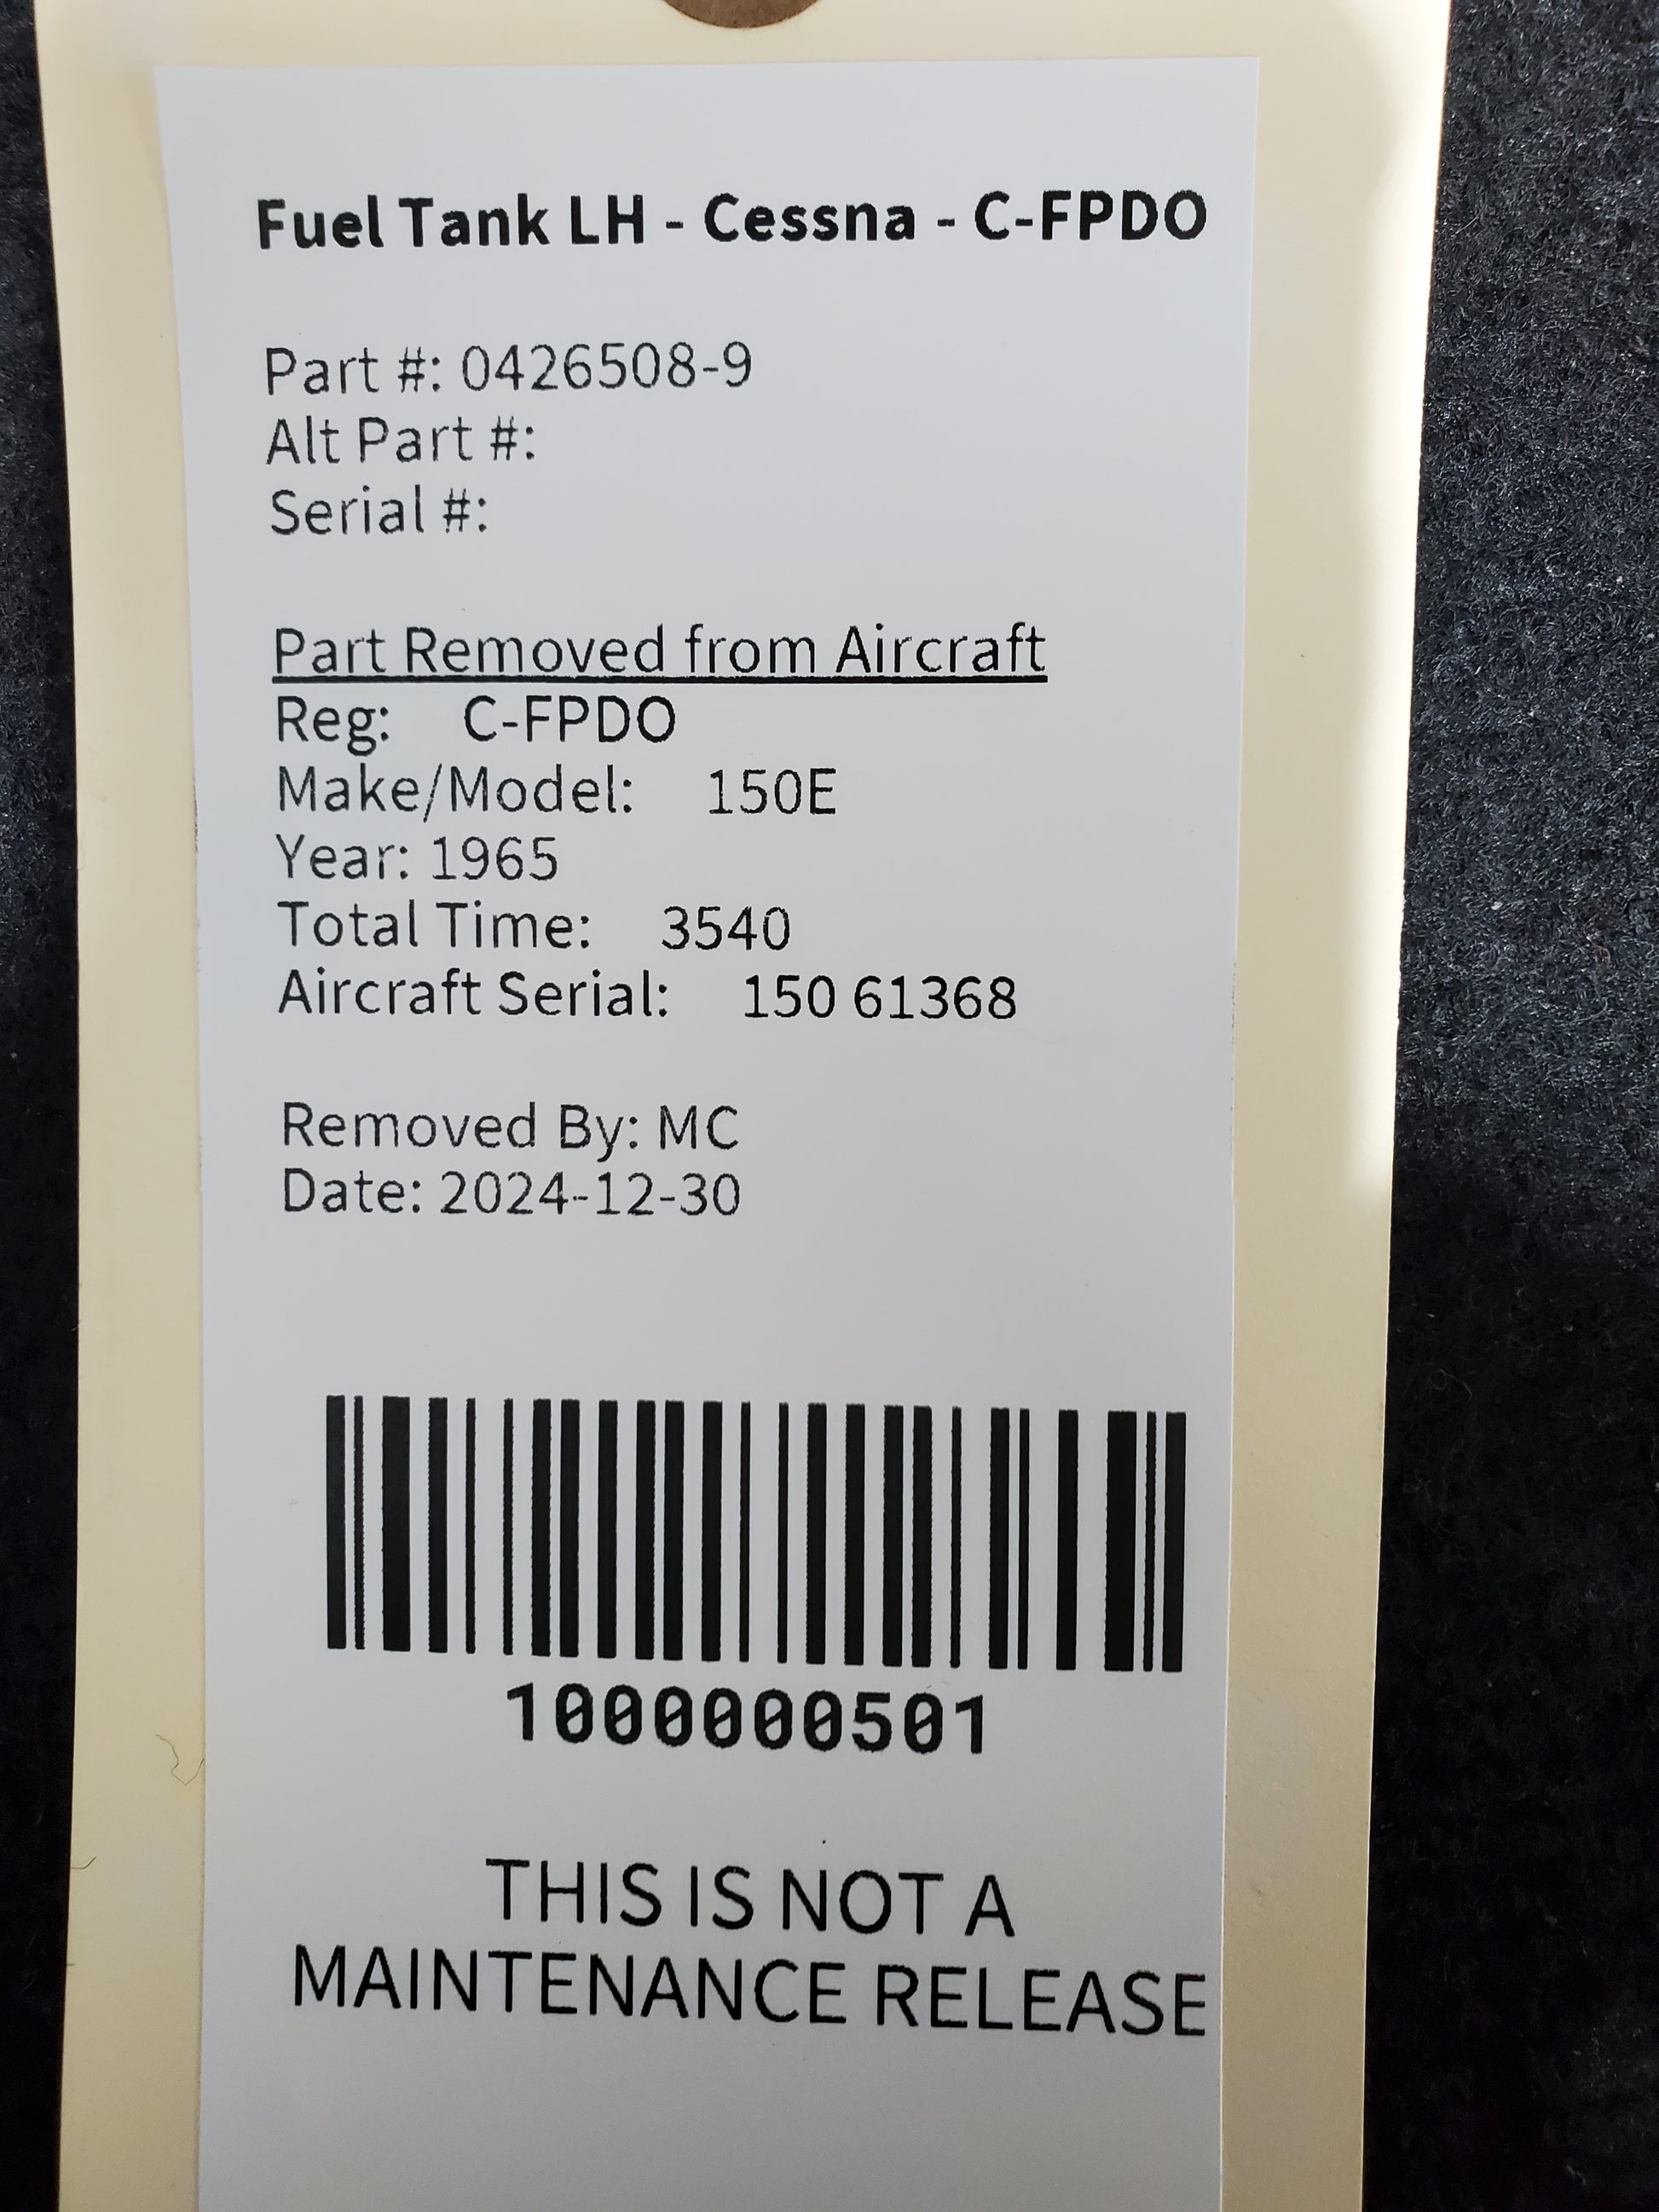 Fuel Tank LH - Cessna - C-FPDO
Part #: 0426508-9
Alt Part #:
Serial #:
Part Removed from Aircraft
Reg: C-FPDO
Make/Model: 150E
Year: 1965
Total Time: 3540
Aircraft Serial: 150 61368
Removed By: MC
Date: 2024-12-30
1000000501
THIS IS NOT A
MAINTENANCE RELEASE